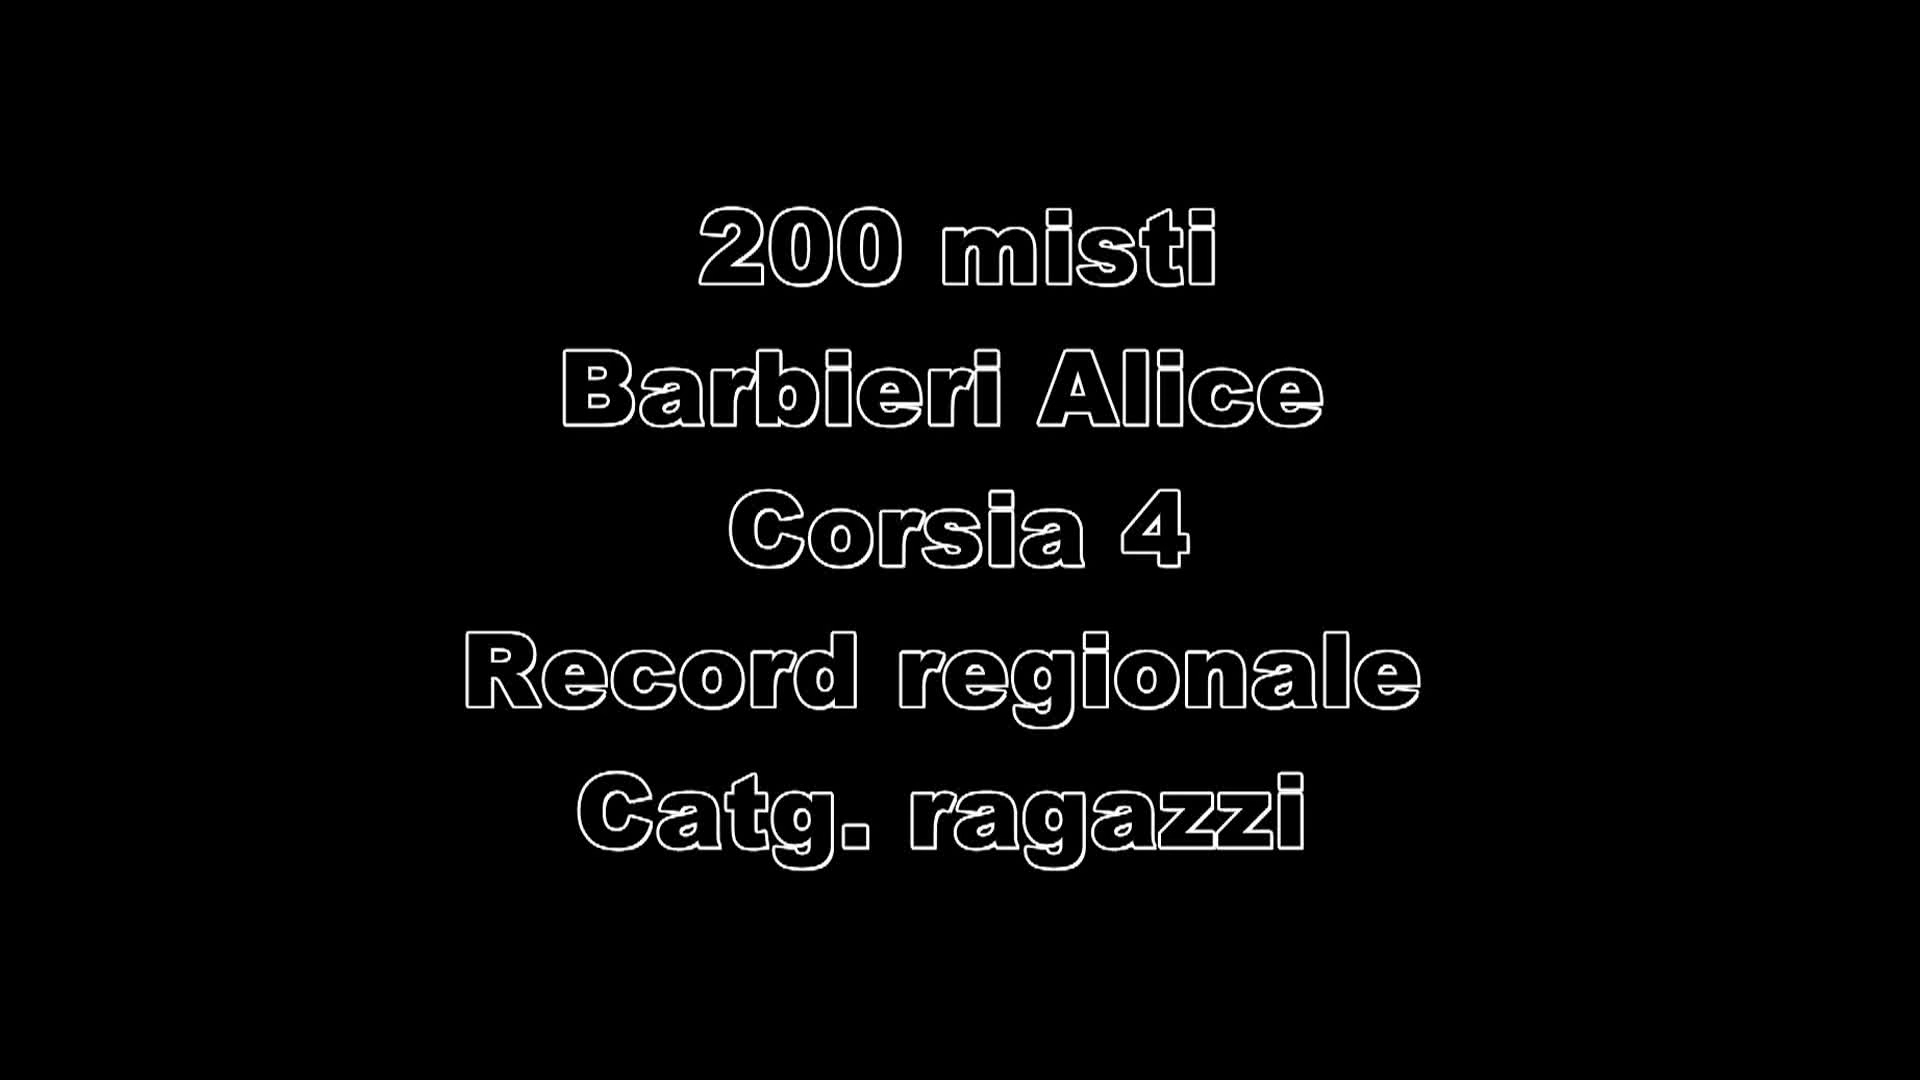 200 misti
Barbieri Alice
Corsia 4
Record regionale
Catg. ragazzi